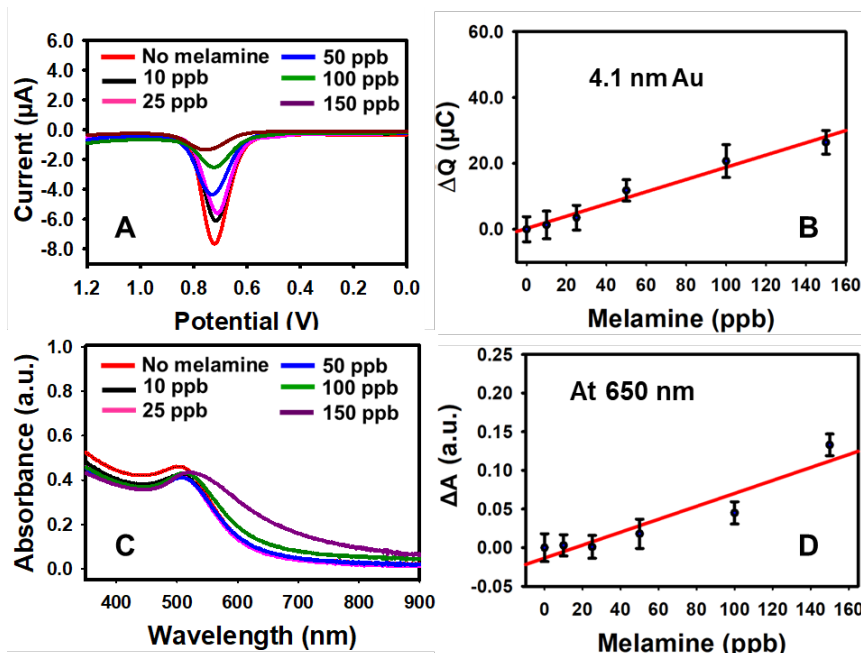 6.0
4.0
2.0
0.0
-2.0
-4.0
-6.0
-8.0
Current (µA)
No melamine
10 ppb
25 ppb
50 ppb
100 ppb
150 ppb
A
1.2 1.0 0.8 0.6 0.4 0.2 0.0
Potential (V)
60.0
40.0
20.0
0.0
ΔQ (µC)
4.1 nm Au
B
0 20 40 60 80 100 120 140 160
Melamine (ppb)
1.0
0.8
0.6
0.4
0.2
0.0
Absorbance (a.u.)
No melamine
10 ppb
25 ppb
50 ppb
100 ppb
150 ppb
C
400 500 600 700 800 900
Wavelength (nm)
0.25
0.20
0.15
0.10
0.05
0.00
-0.05
ΔA (a.u.)
At 650 nm
D
0 20 40 60 80 100 120 140 160
Melamine (ppb)